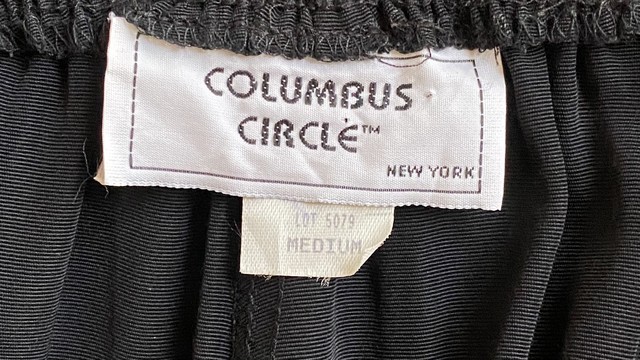 COLUMBUS
CIRCLE™
NEW YORK
LOT 5079
MEDIUM